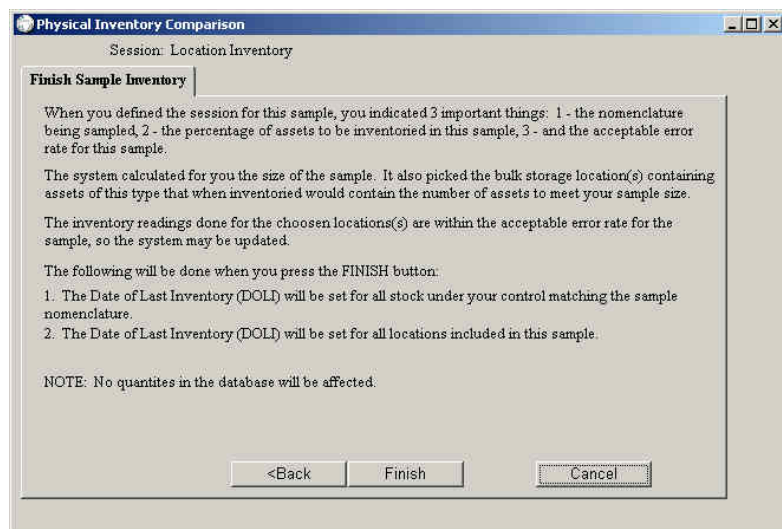 Physical Inventory Comparison
Session: Location Inventory
Finish Sample Inventory
When you defined the session for this sample, you indicated 3 important things: 1 - the nomenclature
being sampled, 2 - the percentage of assets to be inventoried in this sample, 3 - and the acceptable error
rate for this sample.
The system calculated for you the size of the sample. It also picked the bulk storage location(s) containing
assets of this type that when inventoried would contain the number of assets to meet your sample size.
The inventory readings done for the choosen locations(s) are within the acceptable error rate for the
sample, so the system may be updated.
The following will be done when you press the FINISH button:
1. The Date of Last Inventory (DOLI) will be set for all stock under your control matching the sample
nomenclature.
2. The Date of Last Inventory (DOLI) will be set for all locations included in this sample.
NOTE: No quantites in the database will be affected.
<Back Finish Cancel